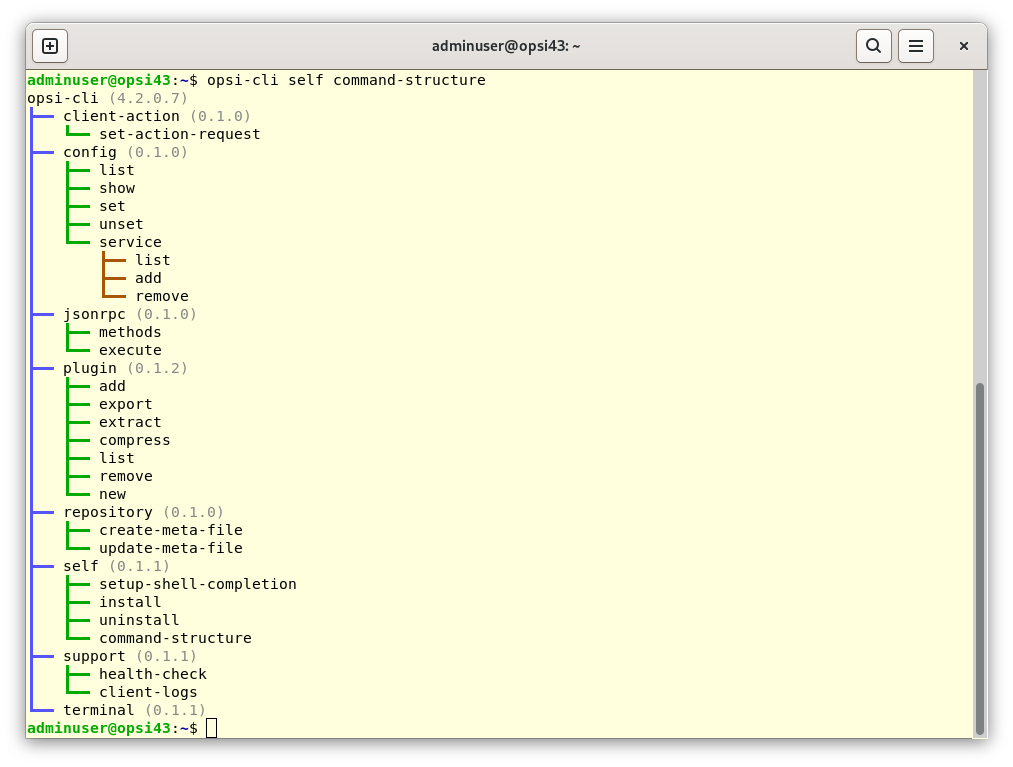 adminuser@opsi43: ~
adminuser@opsi43:~$ opsi-cli self command-structure
opsi-cli (4.2.0.7)
client-action (0.1.0)
set-action-request
config (0.1.0)
list
show
set
unset
service
list
add
remove
jsonrpc (0.1.0)
methods
execute
plugin (0.1.2)
add
export
extract
compress
list
remove
new
repository (0.1.0)
create-meta-file
update-meta-file
self (0.1.1)
setup-shell-completion
install
uninstall
command-structure
support (0.1.1)
health-check
client-logs
terminal (0.1.1)
adminuser@opsi43:~$